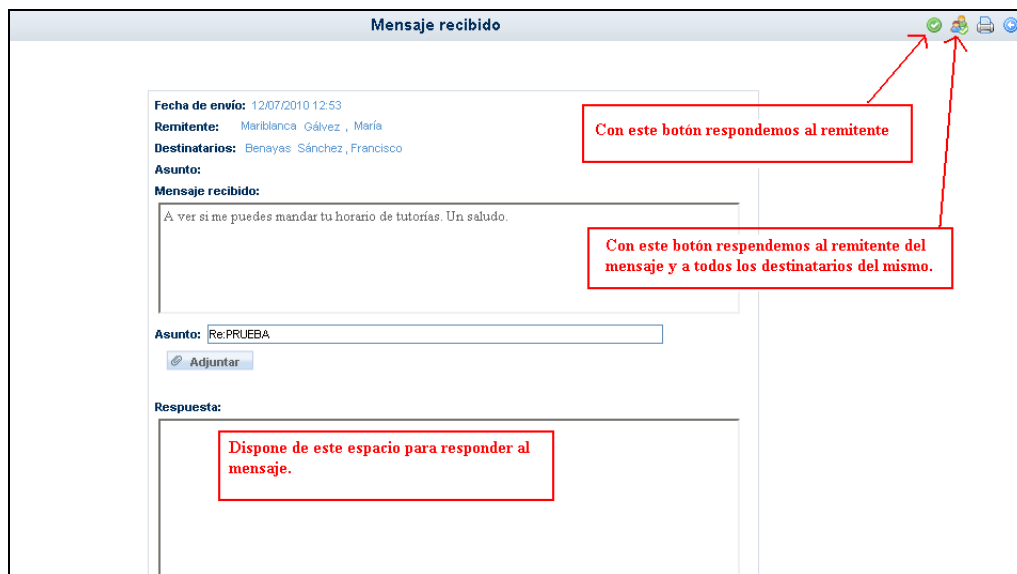 Mensaje recibido
Fecha de envío: 12/07/2010 12:53
Remitente: Mariblanca Gálvez , María
Con este botón respondemos al remitente
Destinatarios: Benayas Sánchez , Francisco
Asunto:
Mensaje recibido:
A ver si me puedes mandar tu horario de tutorías. Un saludo.
Con este botón respendemos al remitente del
mensaje y a todos los destinatarios del mismo.
Asunto: Re:PRUEBA
Adjuntar
Respuesta:
Dispone de este espacio para responder al
mensaje.